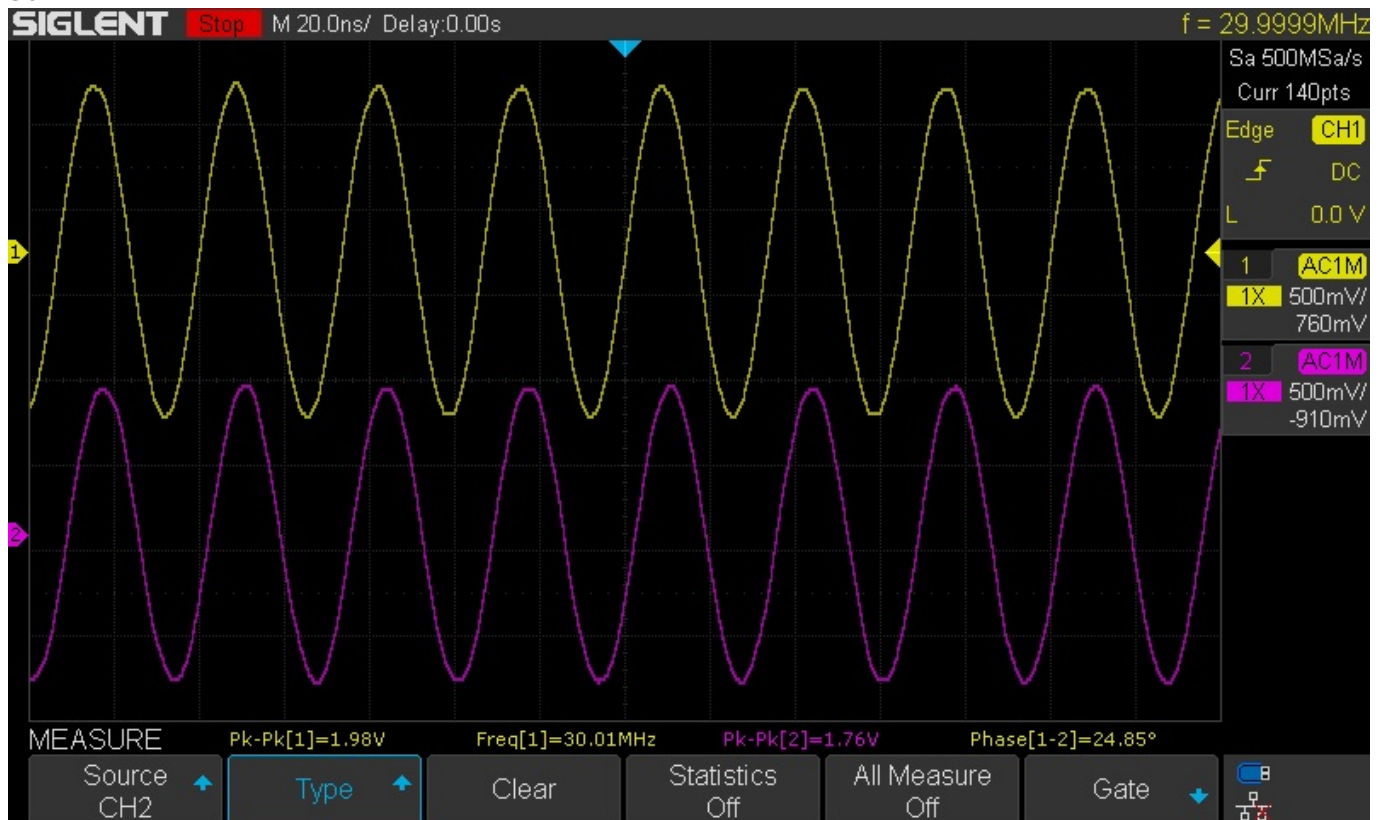 SIGLENT Stop M 20.0ns/ Delay:0.00s f = 29.9999MHz
Sa 500MSa/s
Curr 140pts
Edge CH1
DC
L 0.0 V
1
1 AC1M
1X 500mV/
760mV
2 AC1M
1X 500mV/
-910mV
2
MEASURE Pk-Pk[1]=1.98V Freq[1]=30.01MHz Pk-Pk[2]=1.76V Phase[1-2]=24.85°
Source
CH2
Type
Clear
Statistics
Off
All Measure
Off
Gate